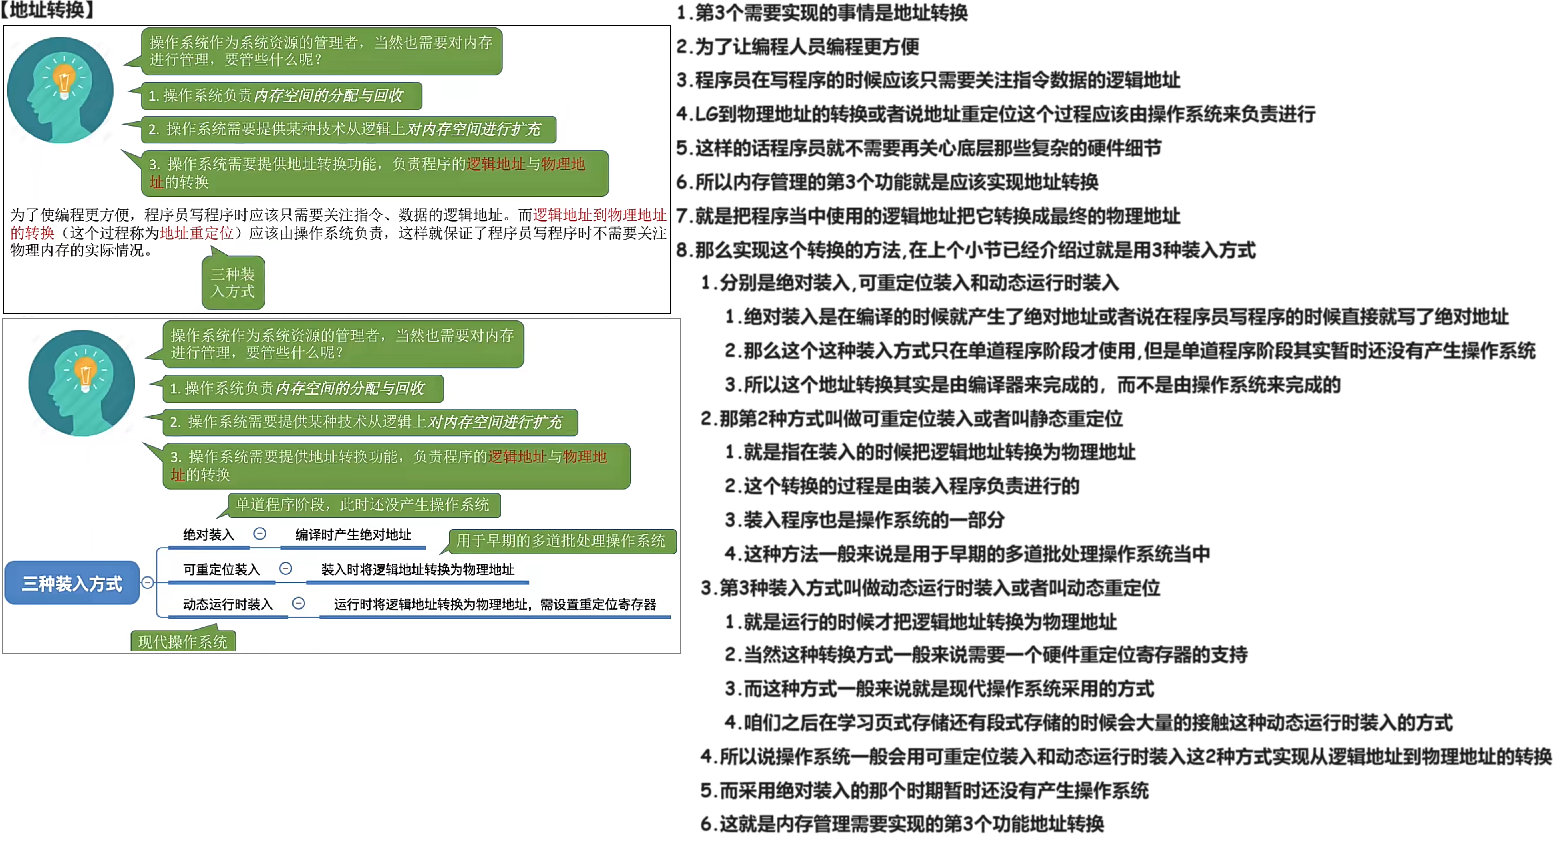 【地址转换】
操作系统作为系统资源的管理者，当然也需要对内存
进行管理，要管些什么呢？
1. 操作系统负责内存空间的分配与回收
2. 操作系统需要提供某种技术从逻辑上对内存空间进行扩充
3. 操作系统需要提供地址转换功能，负责程序的逻辑地址与物理地
址的转换
为了使编程更方便，程序员写程序时应该只需要关注指令、数据的逻辑地址。而逻辑地址到物理地址
的转换（这个过程称为地址重定位）应该由操作系统负责，这样就保证了程序员写程序时不需要关注
物理内存的实际情况。
三种装
入方式
操作系统作为系统资源的管理者，当然也需要对内存
进行管理，要管些什么呢？
1. 操作系统负责内存空间的分配与回收
2. 操作系统需要提供某种技术从逻辑上对内存空间进行扩充
3. 操作系统需要提供地址转换功能，负责程序的逻辑地址与物理地
址的转换
单道程序阶段，此时还没产生操作系统
绝对装入
编译时产生绝对地址
用于早期的多道批处理操作系统
三种装入方式
可重定位装入
装入时将逻辑地址转换为物理地址
动态运行时装入
运行时将逻辑地址转换为物理地址，需设置重定位寄存器
现代操作系统
1.第3个需要实现的事情是地址转换
2.为了让编程人员编程更方便
3.程序员在写程序的时候应该只需要关注指令数据的逻辑地址
4.LG到物理地址的转换或者说地址重定位这个过程应该由操作系统来负责进行
5.这样的话程序员就不需要再关心底层那些复杂的硬件细节
6.所以内存管理的第3个功能就是应该实现地址转换
7.就是把程序当中使用的逻辑地址把它转换成最终的物理地址
8.那么实现这个转换的方法,在上个小节已经介绍过就是用3种装入方式
1.分别是绝对装入,可重定位装入和动态运行时装入
1.绝对装入是在编译的时候就产生了绝对地址或者说在程序员写程序的时候直接就写了绝对地址
2.那么这个这种装入方式只在单道程序阶段才使用,但是单道程序阶段其实暂时还没有产生操作系统
3.所以这个地址转换其实是由编译器来完成的，而不是由操作系统来完成的
2.那第2种方式叫做可重定位装入或者叫静态重定位
1.就是指在装入的时候把逻辑地址转换为物理地址
2.这个转换的过程是由装入程序负责进行的
3.装入程序也是操作系统的一部分
4.这种方法一般来说是用于早期的多道批处理操作系统当中
3.第3种装入方式叫做动态运行时装入或者叫动态重定位
1.就是运行的时候才把逻辑地址转换为物理地址
2.当然这种转换方式一般来说需要一个硬件重定位寄存器的支持
3.而这种方式一般来说就是现代操作系统采用的方式
4.咱们之后在学习页式存储还有段式存储的时候会大量的接触这种动态运行时装入的方式
4.所以说操作系统一般会用可重定位装入和动态运行时装入这2种方式实现从逻辑地址到物理地址的转换
5.而采用绝对装入的那个时期暂时还没有产生操作系统
6.这就是内存管理需要实现的第3个功能地址转换